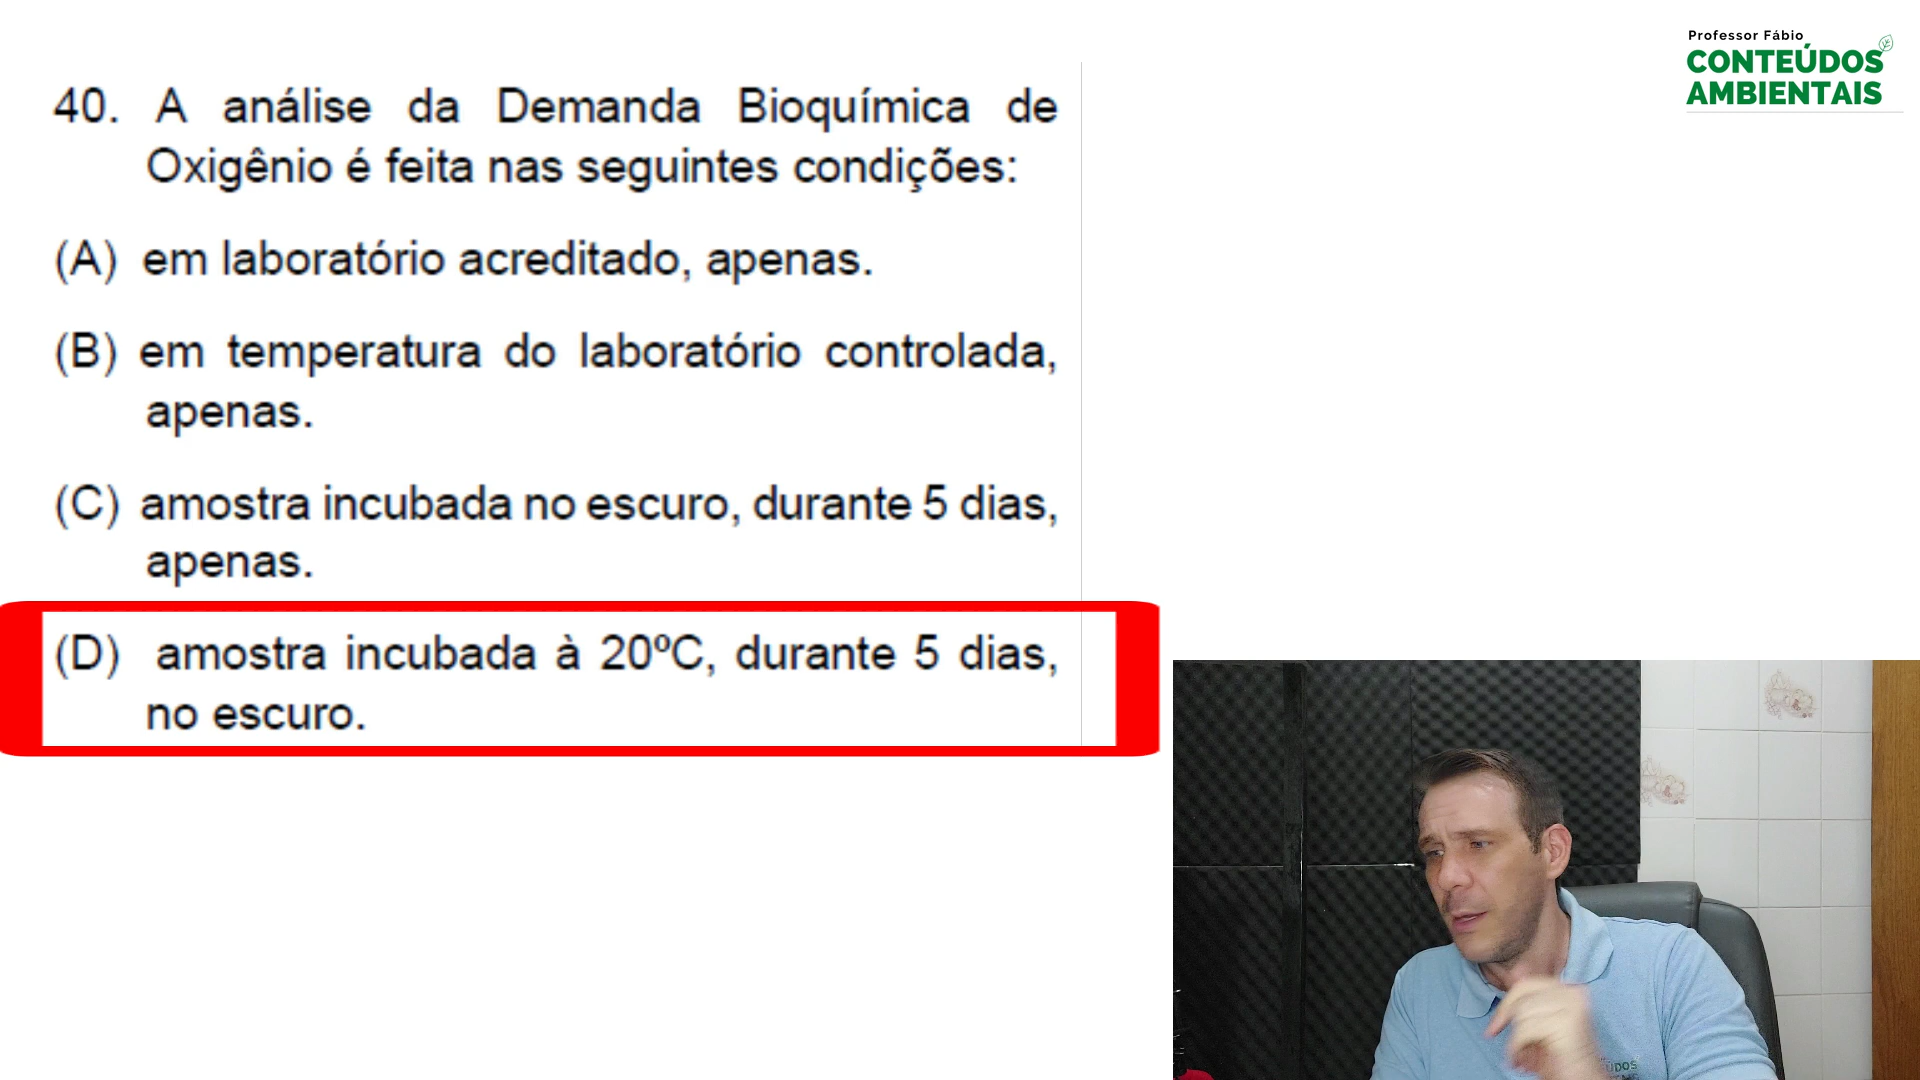 Professor Fábio
CONTEÚDOS
AMBIENTAIS
40. A análise da Demanda Bioquímica de
Oxigênio é feita nas seguintes condições:
(A) em laboratório acreditado, apenas.
(B) em temperatura do laboratório controlada,
apenas.
(C) amostra incubada no escuro, durante 5 dias,
apenas.
(D) amostra incubada à 20ºC, durante 5 dias,
no escuro.